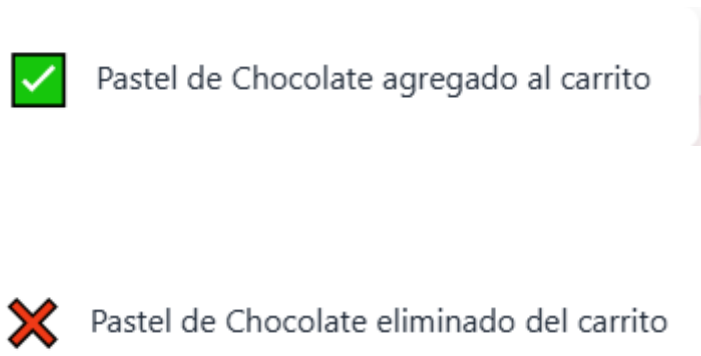 Pastel de Chocolate agregado al carrito
Pastel de Chocolate eliminado del carrito